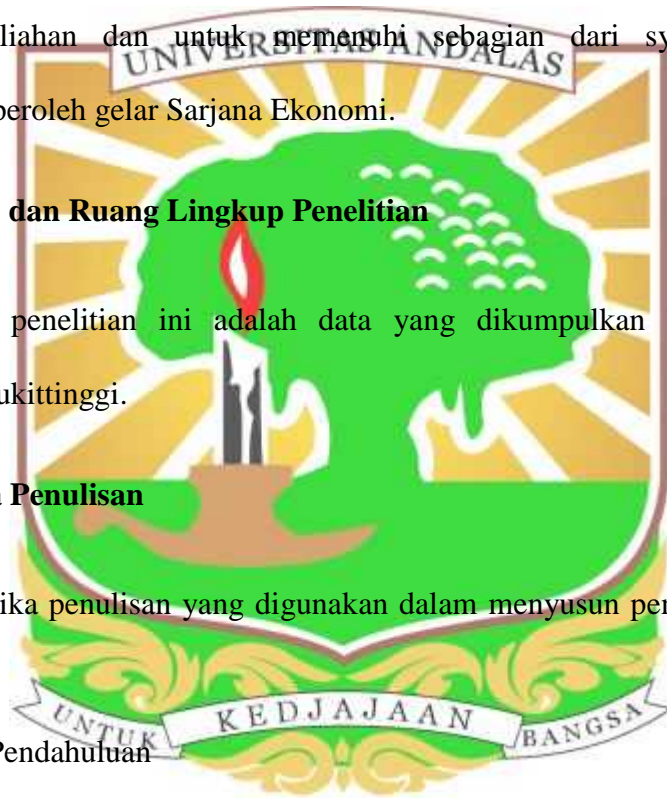 liahan dan untuk memenuhi sebagian dari sy
UNIVERSITAS ANDALAS
peroleh gelar Sarjana Ekonomi.
dan Ruang Lingkup Penelitian
penelitian ini adalah data yang dikumpulkan
ukittinggi.
Penulisan
ika penulisan yang digunakan dalam menyusun per
UNTUK KEDJAJAAN BANGSA
Pendahuluan